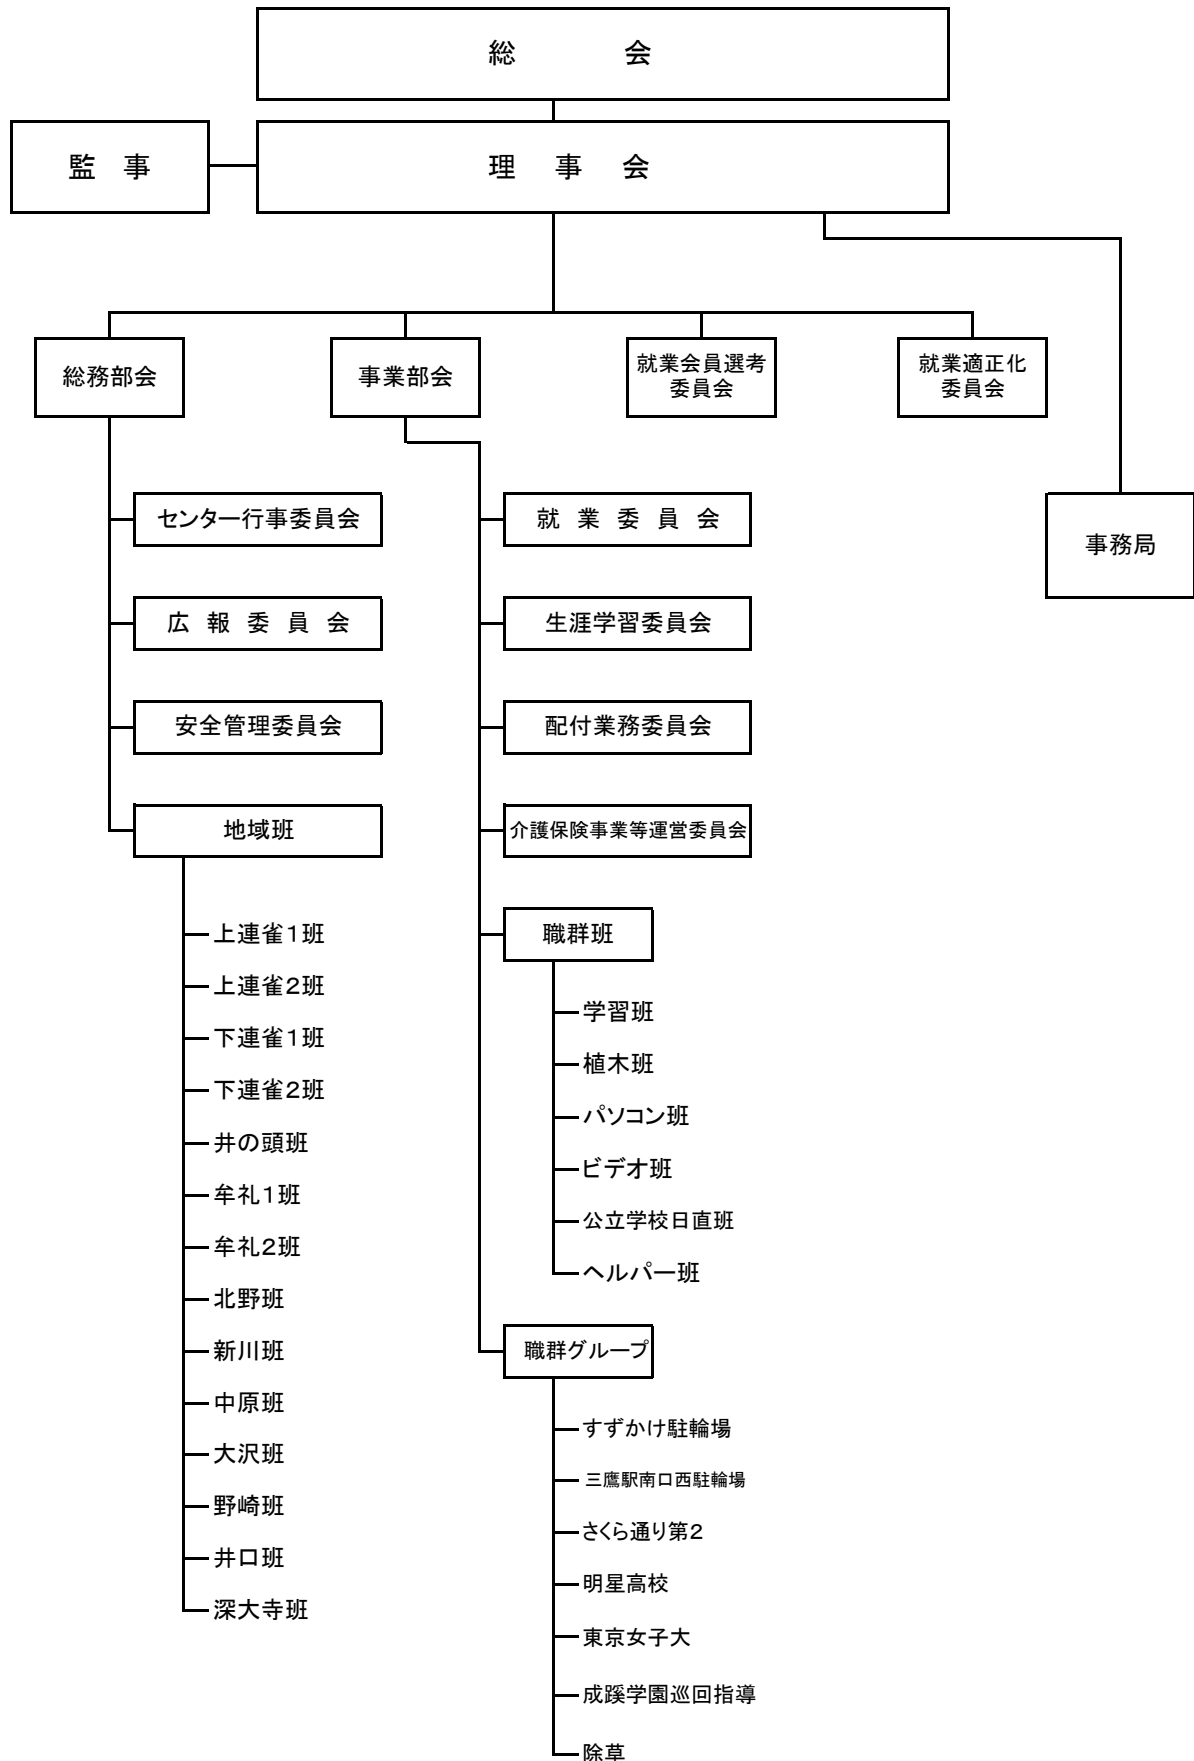 総　会
監　事
理　事　会
総務部会
事業部会
就業会員選考
委員会
就業適正化
委員会
事務局
センター行事委員会
広　報　委　員　会
安全管理委員会
地域班
上連雀１班
上連雀２班
下連雀１班
下連雀２班
井の頭班
牟礼１班
牟礼２班
北野班
新川班
中原班
大沢班
野崎班
井口班
深大寺班
就　業　委　員　会
生涯学習委員会
配付業務委員会
介護保険事業等運営委員会
職群班
学習班
植木班
パソコン班
ビデオ班
公立学校日直班
ヘルパー班
職群グループ
すずかけ駐輪場
三鷹駅南口西駐輪場
さくら通り第２
明星高校
東京女子大
成蹊学園巡回指導
除草